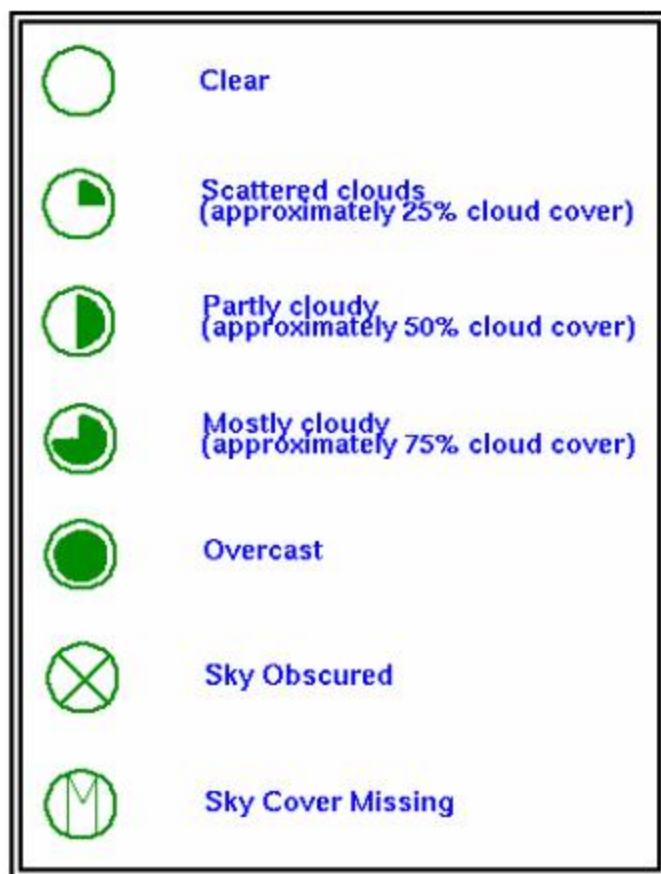 Clear
Scattered clouds
(approximately 25% cloud cover)
Partly cloudy
(approximately 50% cloud cover)
Mostly cloudy
(approximately 75% cloud cover)
Overcast
Sky Obscured
M
Sky Cover Missing